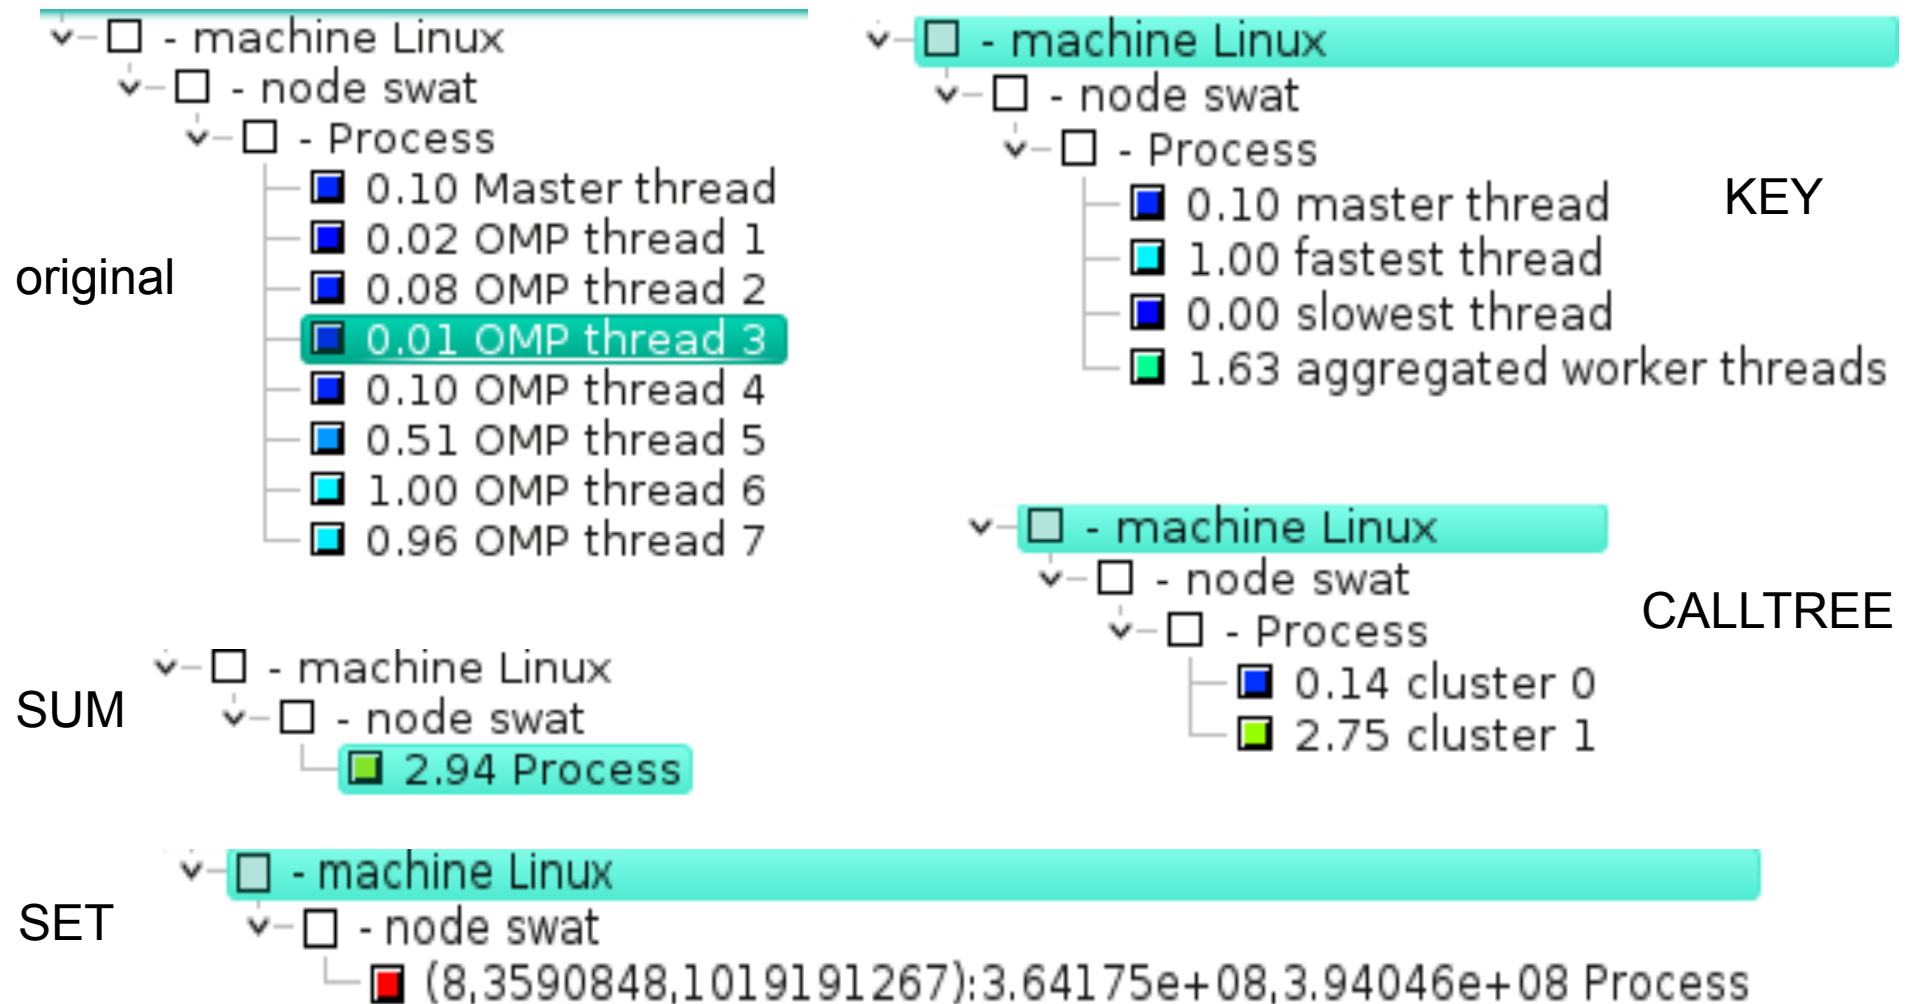 original
- machine Linux
- node swat
- Process
0.10 Master thread
0.02 OMP thread 1
0.08 OMP thread 2
0.01 OMP thread 3
0.10 OMP thread 4
0.51 OMP thread 5
1.00 OMP thread 6
0.96 OMP thread 7
KEY
- machine Linux
- node swat
- Process
0.10 master thread
1.00 fastest thread
0.00 slowest thread
1.63 aggregated worker threads
SUM
- machine Linux
- node swat
2.94 Process
CALLTREE
- machine Linux
- node swat
- Process
0.14 cluster 0
2.75 cluster 1
SET
- machine Linux
- node swat
(8,3590848,1019191267):3.64175e+08,3.94046e+08 Process